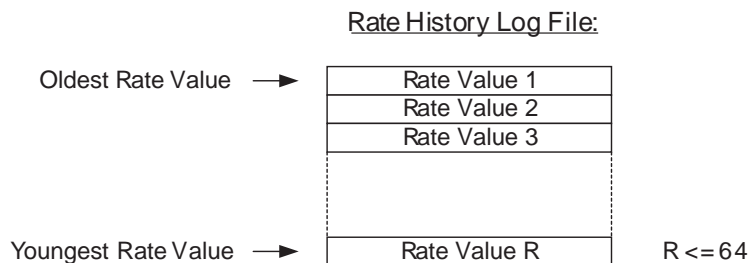 Rate History Log File:
Oldest Rate Value
Rate Value 1
Rate Value 2
Rate Value 3
Youngest Rate Value
Rate Value R
R <= 64